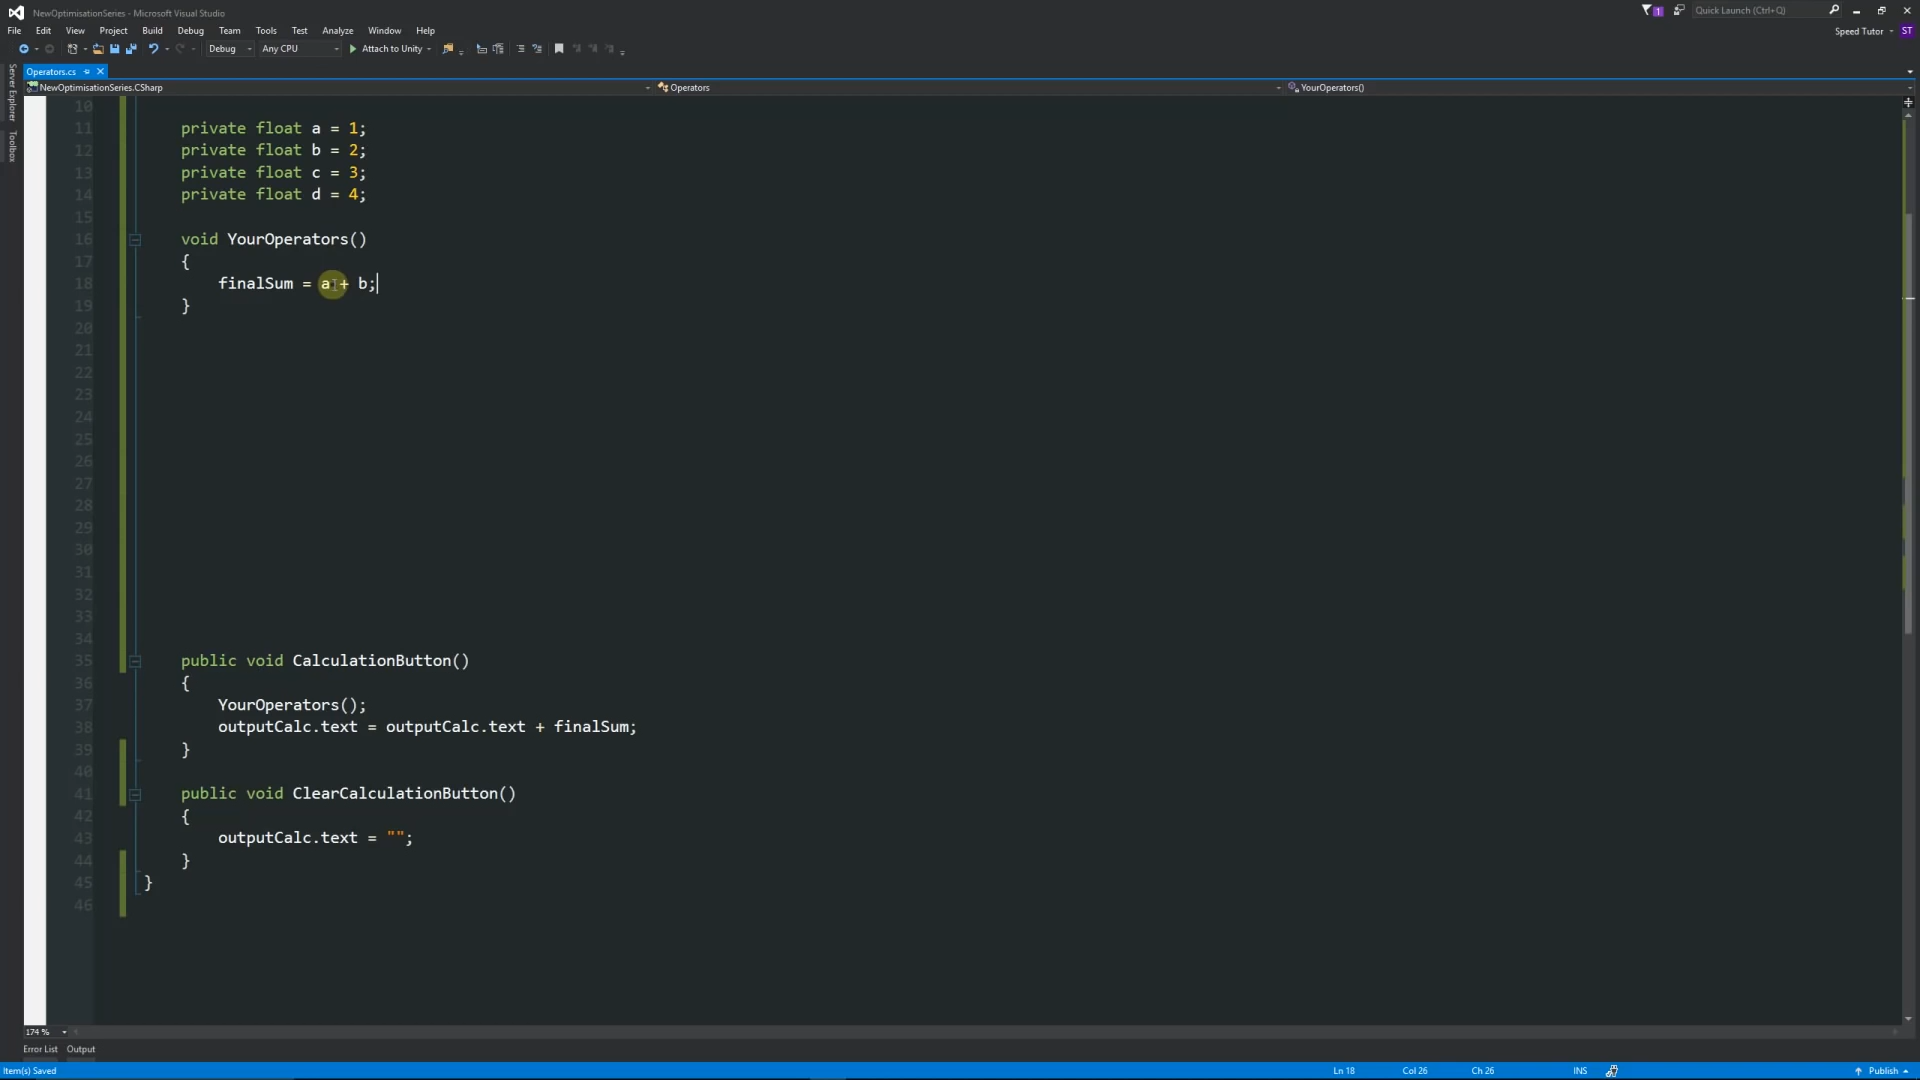 NewOptimisationSeries - Microsoft Visual Studio
1
Quick Launch (Ctrl+Q)
File Edit View Project Build Debug Team Tools Test Analyze Window Help
Speed Tutor ST
Debug Any CPU Attach to Unity
Server Explorer
Toolbox
Operators.cs
NewOptimisationSeries.CSharp Operators YourOperators()
10
11 private float a = 1;
12 private float b = 2;
13 private float c = 3;
14 private float d = 4;
15
16 void YourOperators()
17 {
18 finalSum = a + b;
19 }
20
21
22
23
24
25
26
27
28
29
30
31
32
33
34
35 public void CalculationButton()
36 {
37 YourOperators();
38 outputCalc.text = outputCalc.text + finalSum;
39 }
40
41 public void ClearCalculationButton()
42 {
43 outputCalc.text = "";
44 }
45 }
46
174 %
Error List Output
Item(s) Saved Ln 18 Col 26 Ch 26 INS Publish